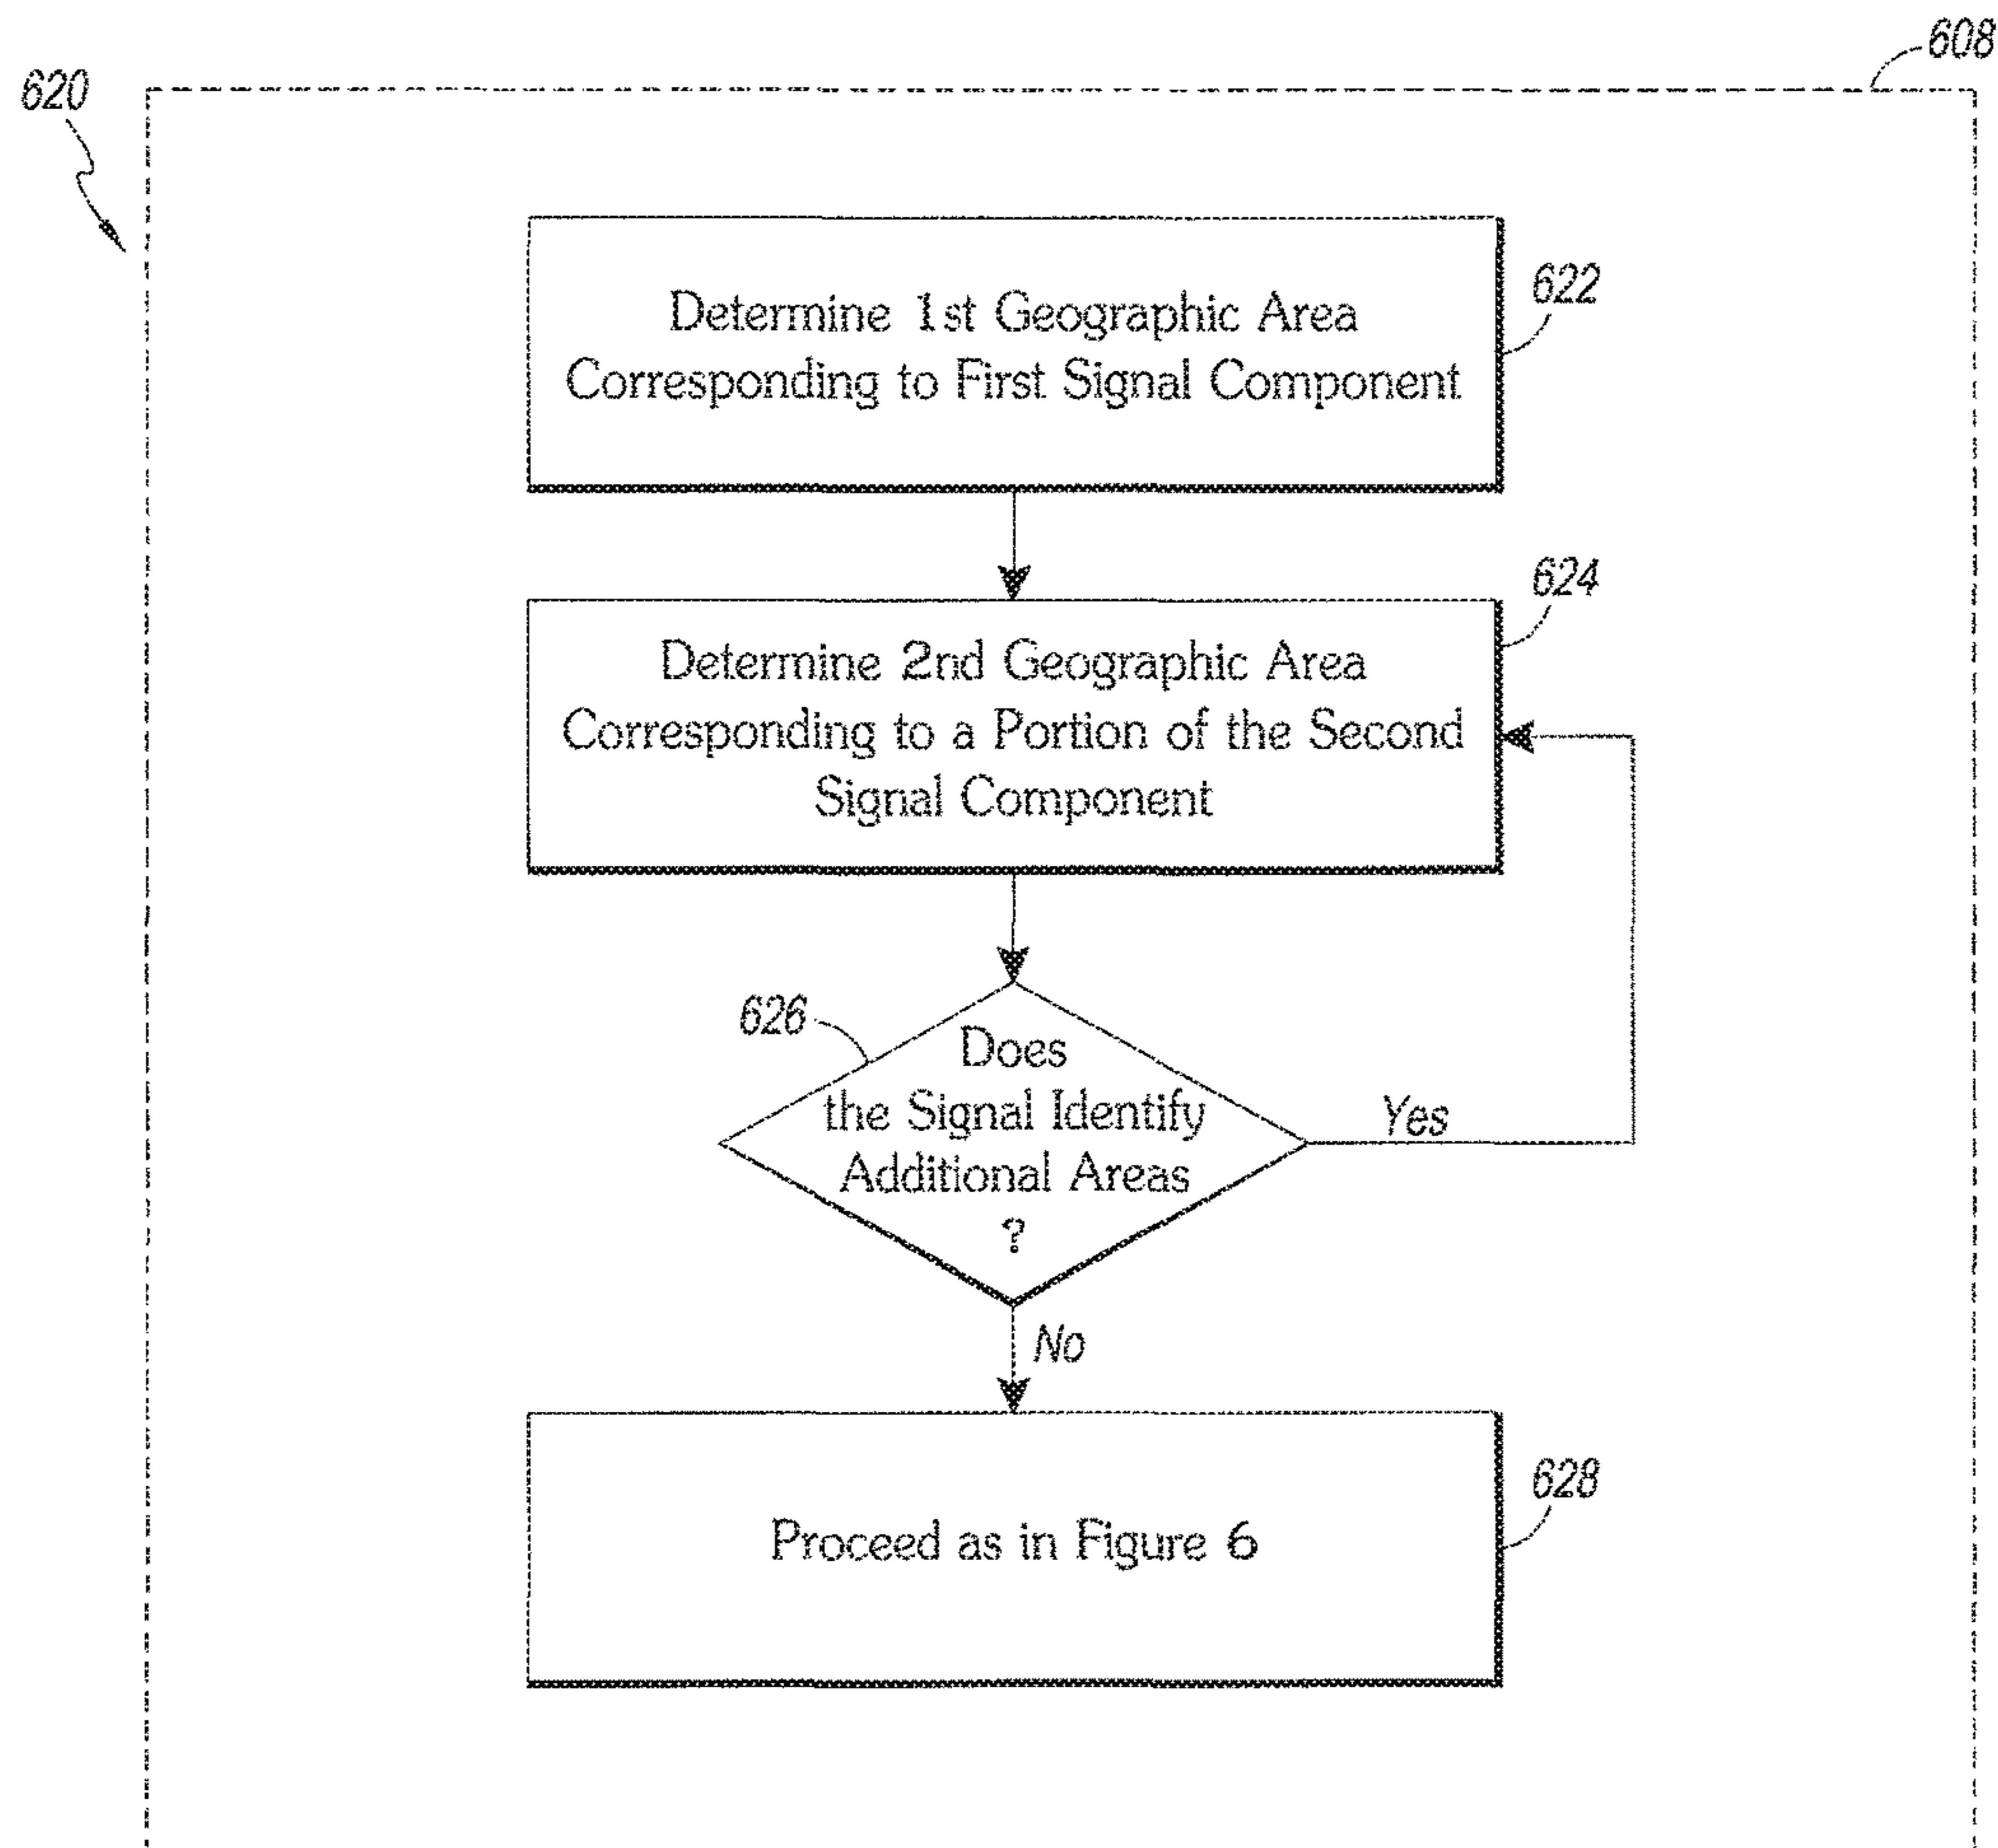 608
620
Determine 1st Geographic Area
Corresponding to First Signal Component
622
624
Determine 2nd Geographic Area
Corresponding to a Portion of the Second
Signal Component
626
Does
the Signal Identify
Additional Areas
?
Yes
No
Proceed as in Figure 6
628